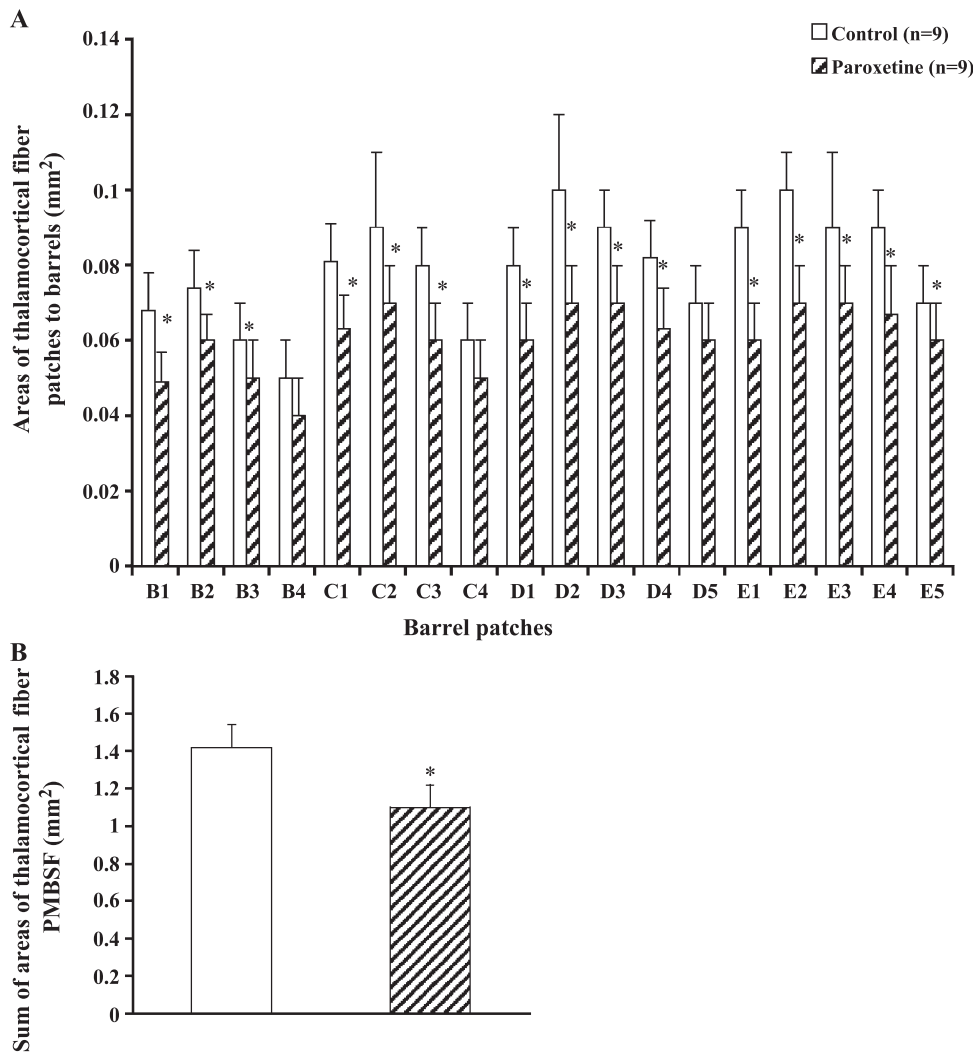 A
Areas of thalamocortical fiber
patches to barrels (mm²)
0.14
0.12
0.1
0.08
0.06
0.04
0.02
0
Control (n=9)
Paroxetine (n=9)
* * * * * * * * * * * * * * *
B1 B2 B3 B4 C1 C2 C3 C4 D1 D2 D3 D4 D5 E1 E2 E3 E4 E5
Barrel patches
B
Sum of areas of thalamocortical fiber
PMBSF (mm²)
1.8
1.6
1.4
1.2
1
0.8
0.6
0.4
0.2
0
*